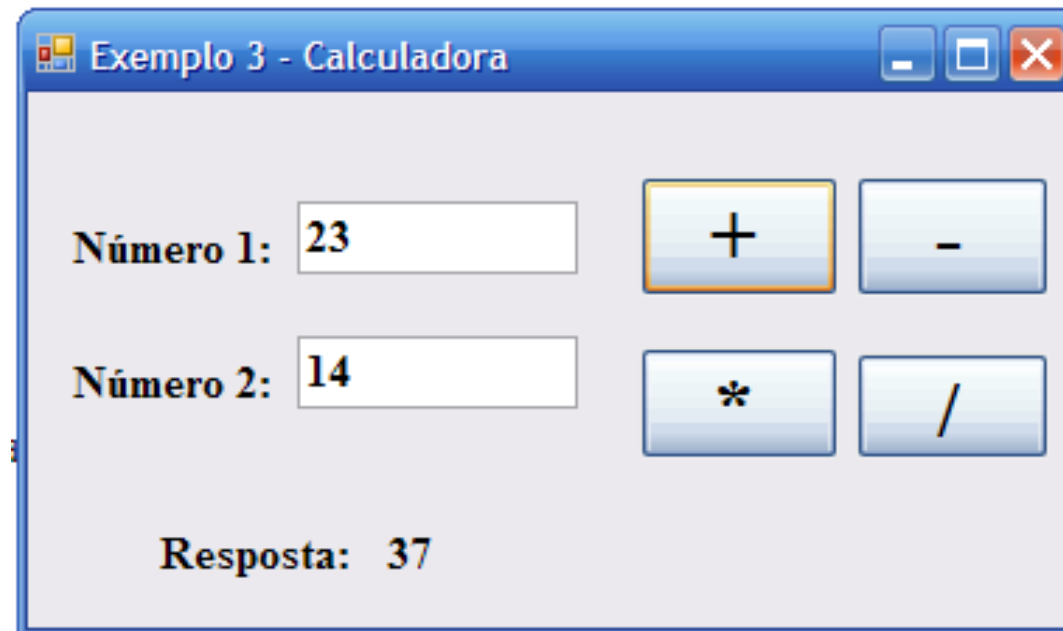 Exemplo 3 - Calculadora
Número 1: 23 + -
Número 2: 14 * /
Resposta: 37